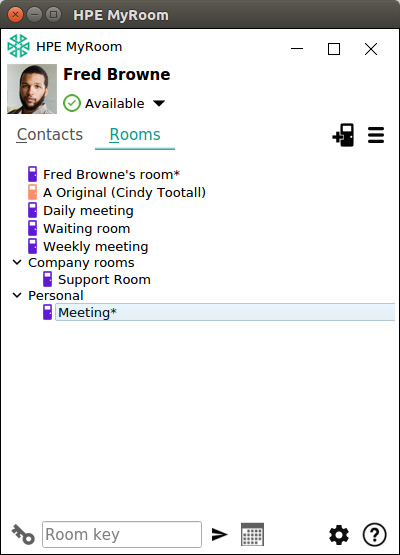 HPE MyRoom
HPE MyRoom
Fred Browne
Available
Contacts Rooms
Fred Browne's room*
A Original (Cindy Tootall)
Daily meeting
Waiting room
Weekly meeting
Company rooms
Support Room
Personal
Meeting*
Room key
?